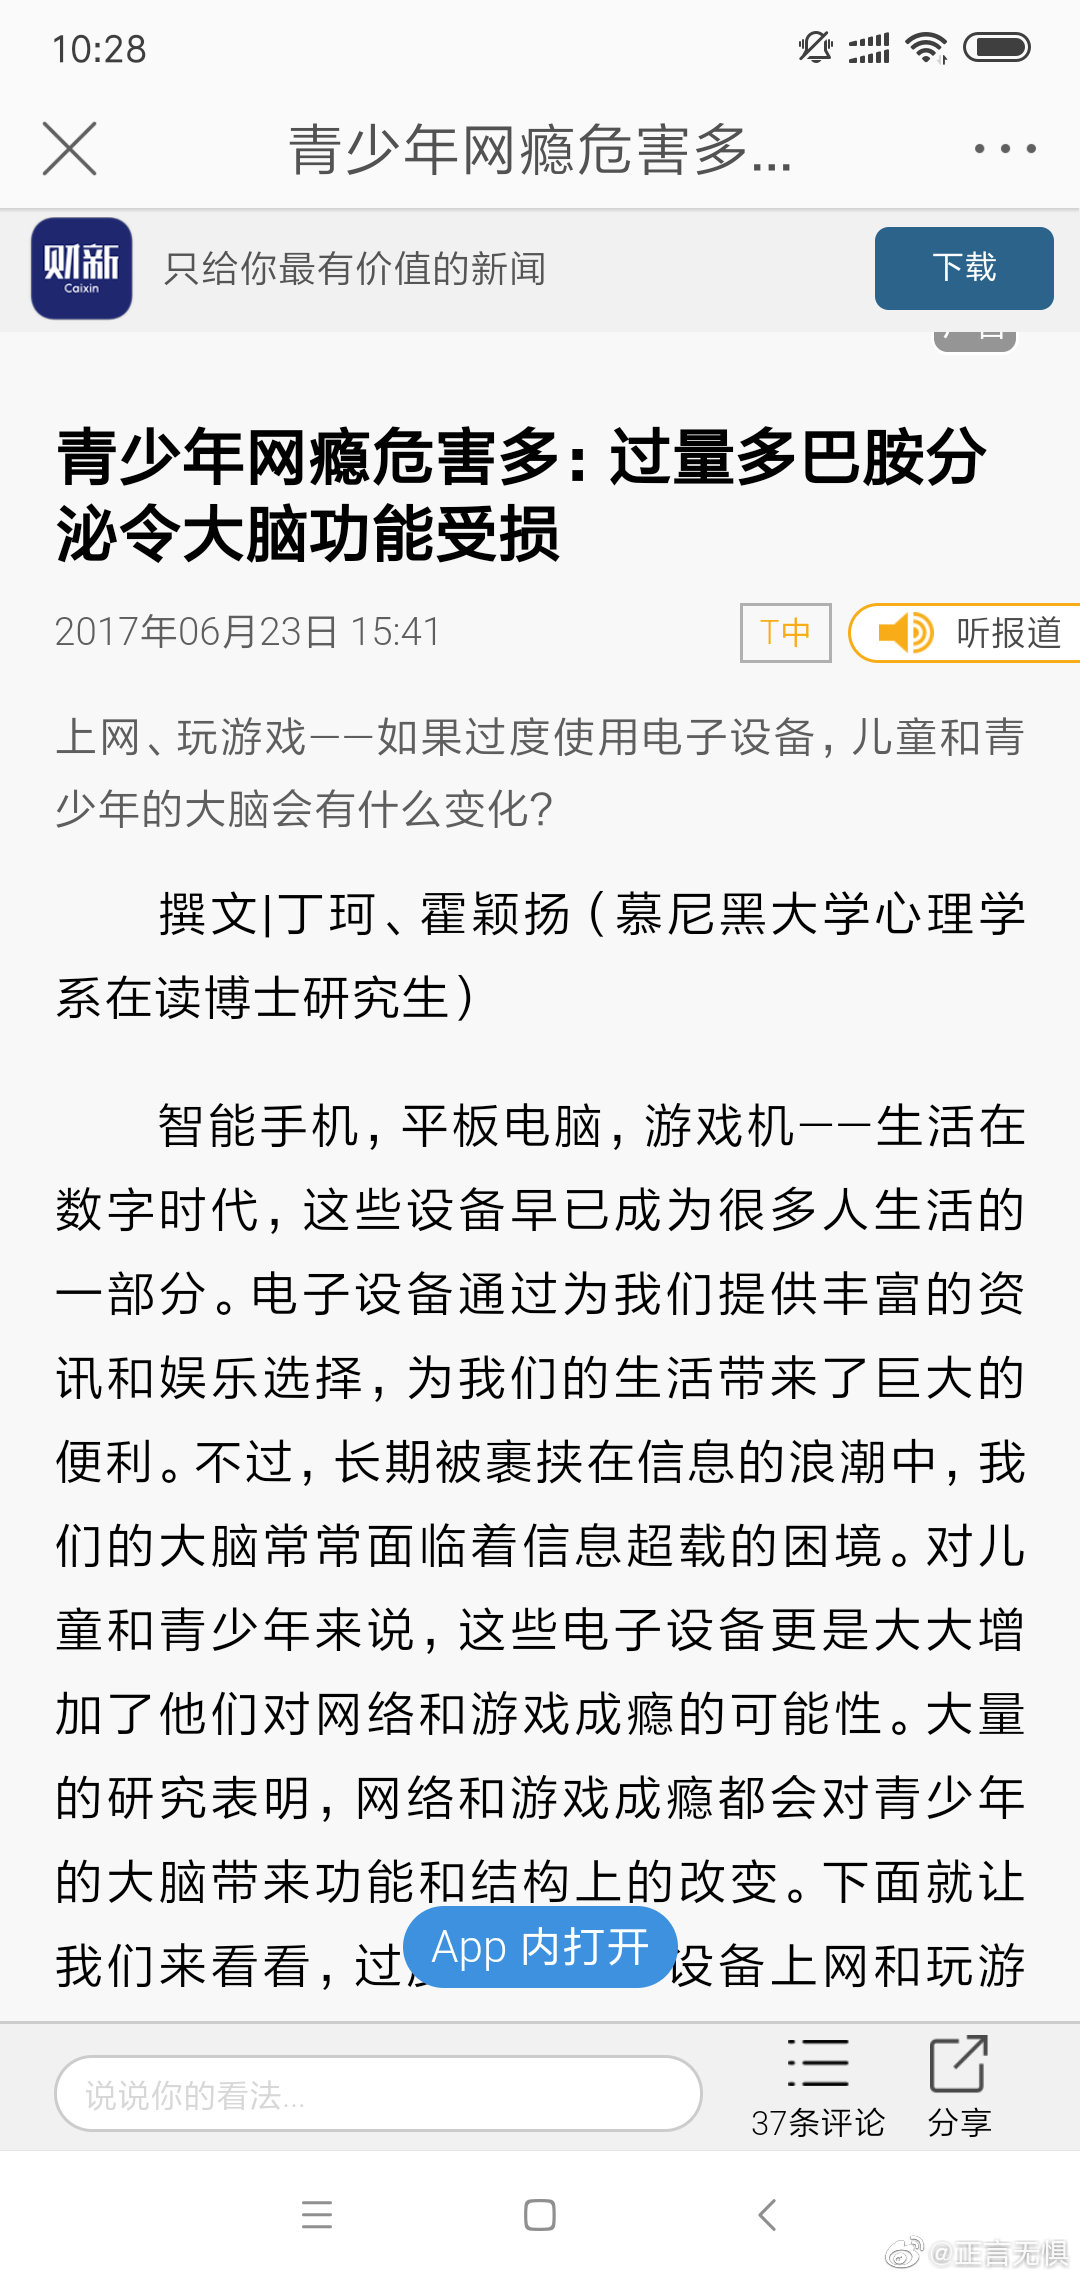 10:28
青少年网瘾危害多...
财新
Caixin
只给你最有价值的新闻
下载
青少年网瘾危害多：过量多巴胺分
泌令大脑功能受损
2017年06月23日 15:41
T中
听报道
上网、玩游戏——如果过度使用电子设备，儿童和青
少年的大脑会有什么变化？
撰文|丁珂、霍颖扬（慕尼黑大学心理学
系在读博士研究生）
智能手机，平板电脑，游戏机——生活在
数字时代，这些设备早已成为很多人生活的
一部分。电子设备通过为我们提供丰富的资
讯和娱乐选择，为我们的生活带来了巨大的
便利。不过，长期被裹挟在信息的浪潮中，我
们的大脑常常面临着信息超载的困境。对儿
童和青少年来说，这些电子设备更是大大增
加了他们对网络和游戏成瘾的可能性。大量
的研究表明，网络和游戏成瘾都会对青少年
的大脑带来功能和结构上的改变。下面就让
我们来看看，过
设备上网和玩游
App 内打开
说说你的看法...
37条评论
分享
@正言无惧